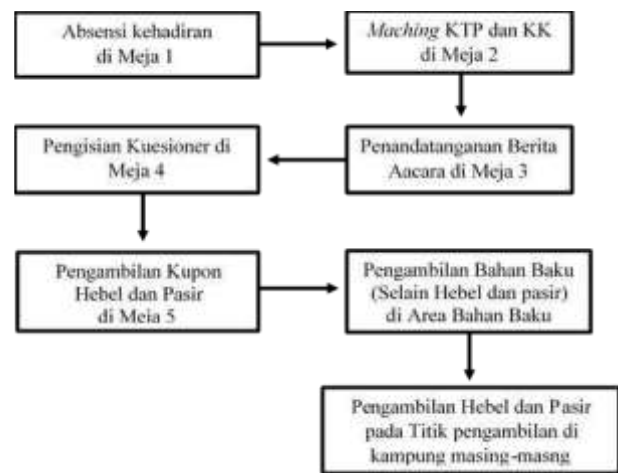 Absensi kehadiran
di Meja 1
Maching KTP dan KK
di Meja 2
Penandatanganan Berita
Aacara di Meja 3
Pengisian Kuesioner di
Meja 4
Pengambilan Kupon
Hebel dan Pasir
di Meia 5
Pengambilan Bahan Baku
(Selain Hebel dan pasir)
di Area Bahan Baku
Pengambilan Hebel dan Pasir
pada Titik pengambilan di
kampung masing-masng